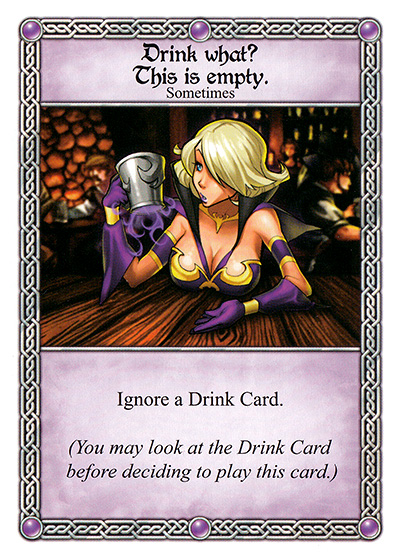 Drink what?
This is empty.
Sometimes
Ignore a Drink Card.
(You may look at the Drink Card
before deciding to play this card.)